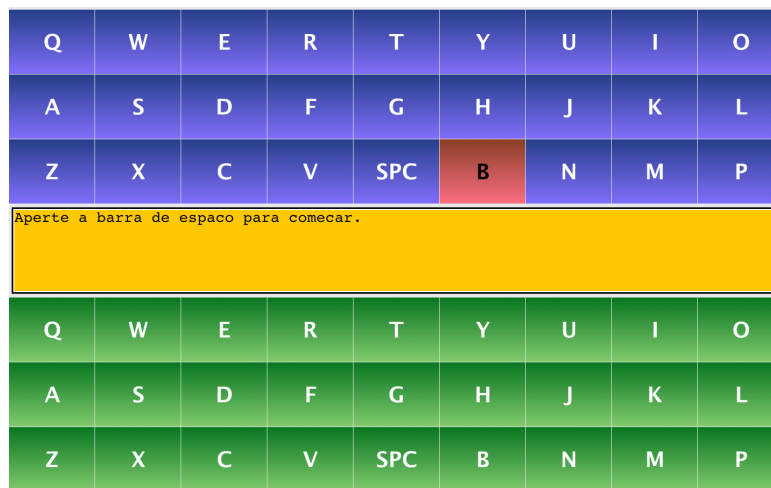 Q W E R T Y U I O
A S D F G H J K L
Z X C V SPC B N M P
Aperte a barra de espaco para comecar.
Q W E R T Y U I O
A S D F G H J K L
Z X C V SPC B N M P